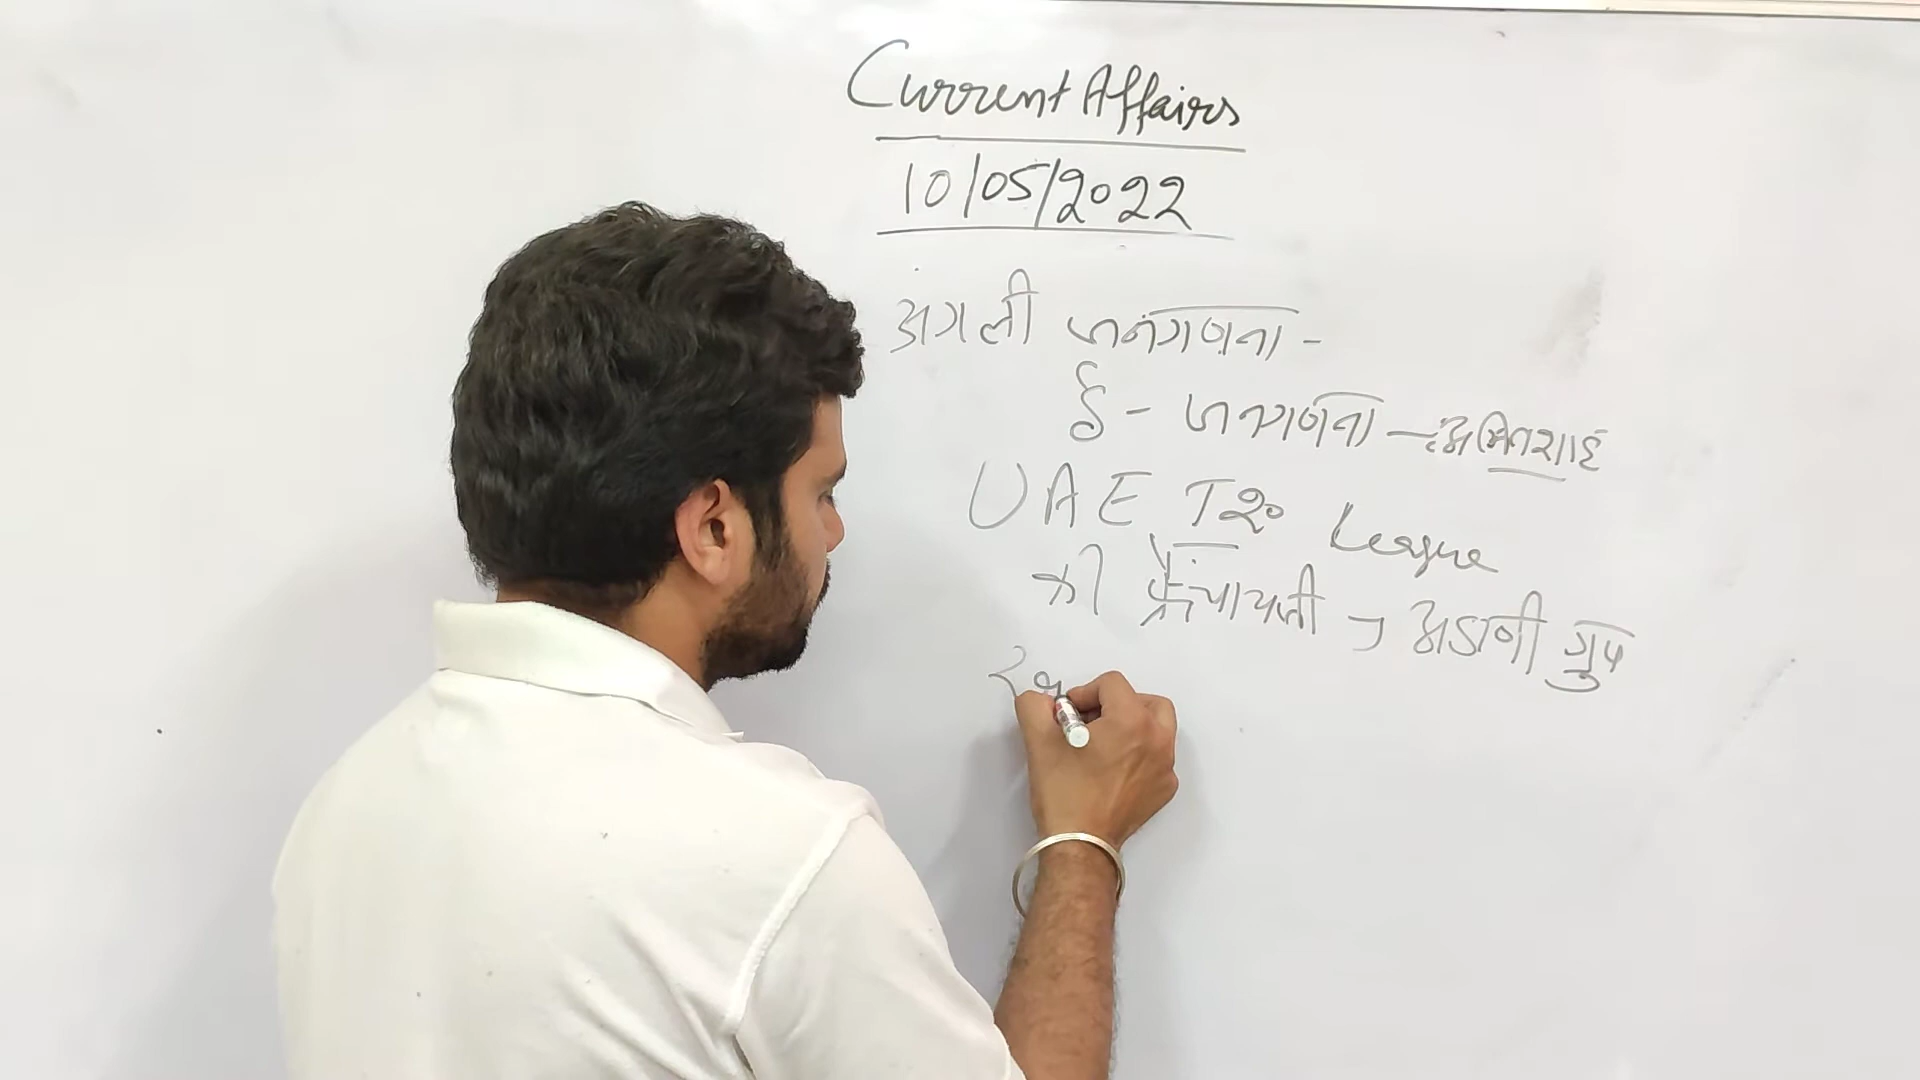 Current Affairs
10/05/2022
अगली जनगणना -
ई - जनगणना - अमितशाह
UAE T20 League
की फ्रेंचायजी → अडाणी ग्रुप